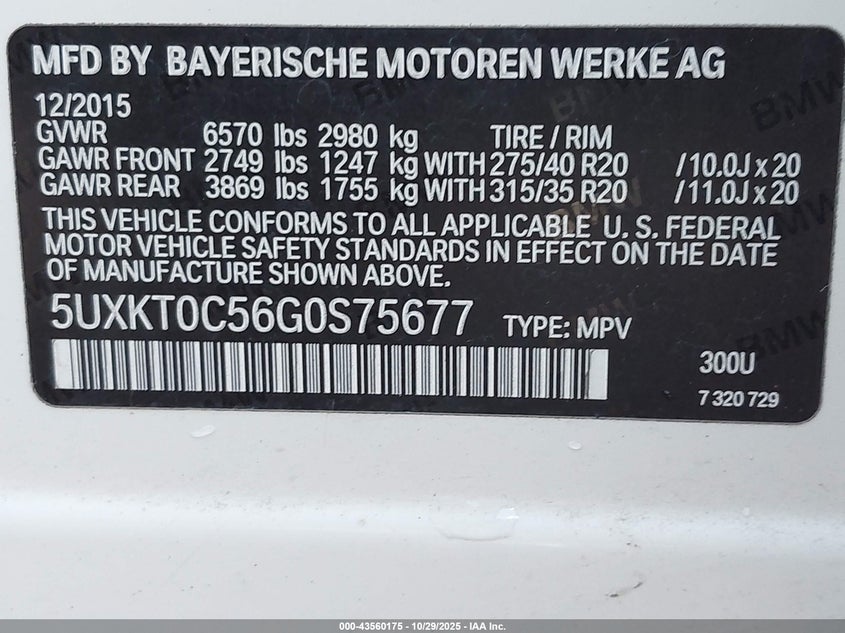 MFD BY BAYERISCHE MOTOREN WERKE AG
12/2015
GVWR 6570 lbs 2980 kg TIRE / RIM
GAWR FRONT 2749 lbs 1247 kg WITH 275/40 R20 /10.0J x 20
GAWR REAR 3869 lbs 1755 kg WITH 315/35 R20 /11.0J x 20
THIS VEHICLE CONFORMS TO ALL APPLICABLE U. S. FEDERAL
MOTOR VEHICLE SAFETY STANDARDS IN EFFECT ON THE DATE
OF MANUFACTURE SHOWN ABOVE.
5UXKT0C56G0S75677 TYPE: MPV
300U
7 320 729
000-43560175 - 10/29/2025 - IAA Inc.